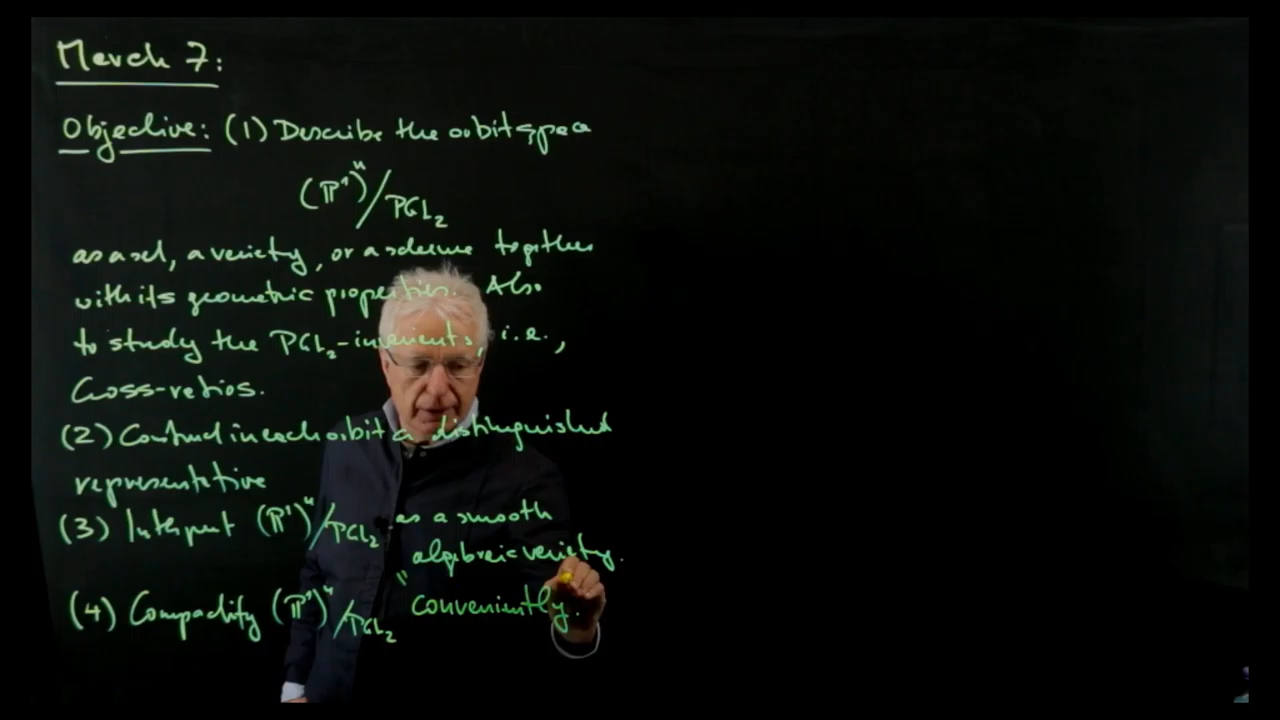 March 7:
Objective: (1) Describe the orbit space
(ℙ¹)ⁿ/PGL₂
as a set, a variety, or a scheme together
with its geometric properties. Also
to study the PGL₂-invariants, i.e.,
Cross-ratios.
(2) Construct in each orbit a distinguished
representative
(3) Interpret (ℙ¹)ⁿ/PGL₂ as a smooth
algebraic variety.
(4) Compactify (ℙ¹)ⁿ/PGL₂ "conveniently.